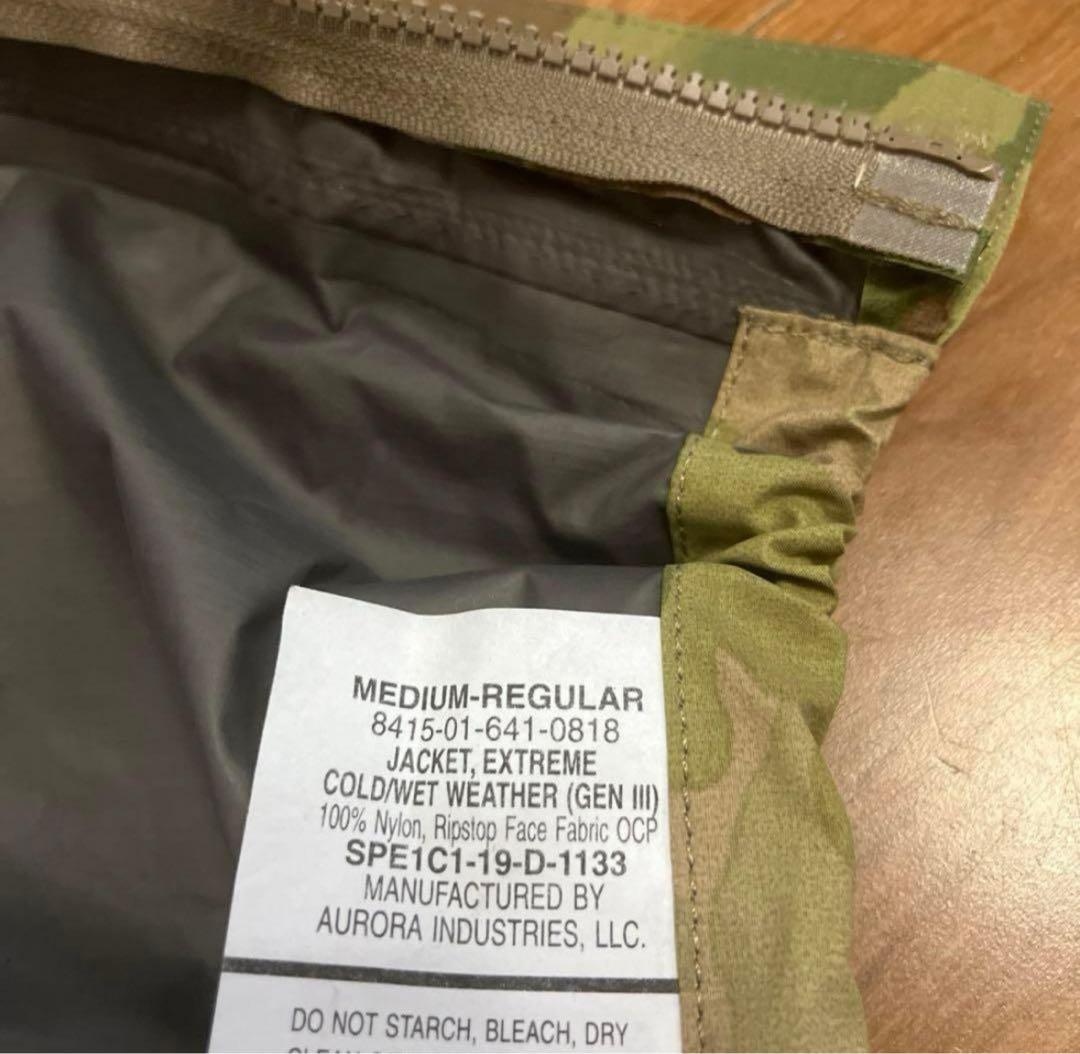 MEDIUM-REGULAR
8415-01-641-0818
JACKET, EXTREME
COLD/WET WEATHER (GEN III)
100% Nylon, Ripstop Face Fabric OCP
SPE1C1-19-D-1133
MANUFACTURED BY
AURORA INDUSTRIES, LLC.
DO NOT STARCH, BLEACH, DRY